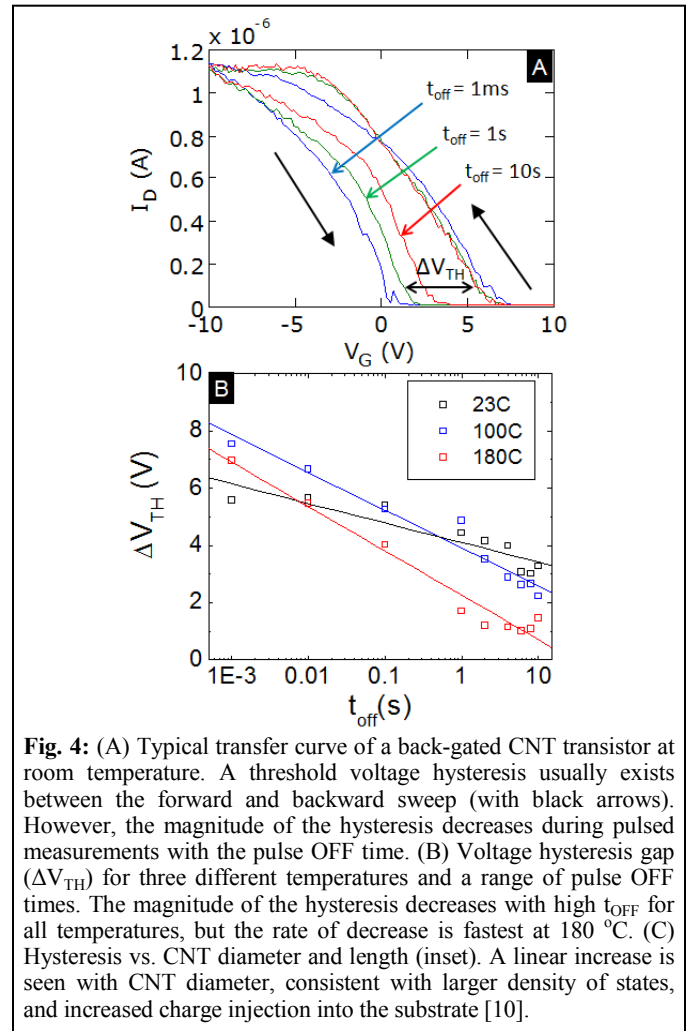 x 10⁻⁶
A
1.2
1
0.8
0.6
0.4
0.2
0
I_D (A)
t_off = 1ms
t_off = 1s
t_off = 10s
ΔV_TH
-10 -5 0 5 10
V_G (V)
B
10
8
6
4
2
0
ΔV_TH (V)
23C
100C
180C
1E-3 0.01 0.1 1 10
t_off(s)
Fig. 4: (A) Typical transfer curve of a back-gated CNT transistor at
room temperature. A threshold voltage hysteresis usually exists
between the forward and backward sweep (with black arrows).
However, the magnitude of the hysteresis decreases during pulsed
measurements with the pulse OFF time. (B) Voltage hysteresis gap
(ΔV_TH) for three different temperatures and a range of pulse OFF
times. The magnitude of the hysteresis decreases with high t_OFF for
all temperatures, but the rate of decrease is fastest at 180 °C. (C)
Hysteresis vs. CNT diameter and length (inset). A linear increase is
seen with CNT diameter, consistent with larger density of states,
and increased charge injection into the substrate [10].